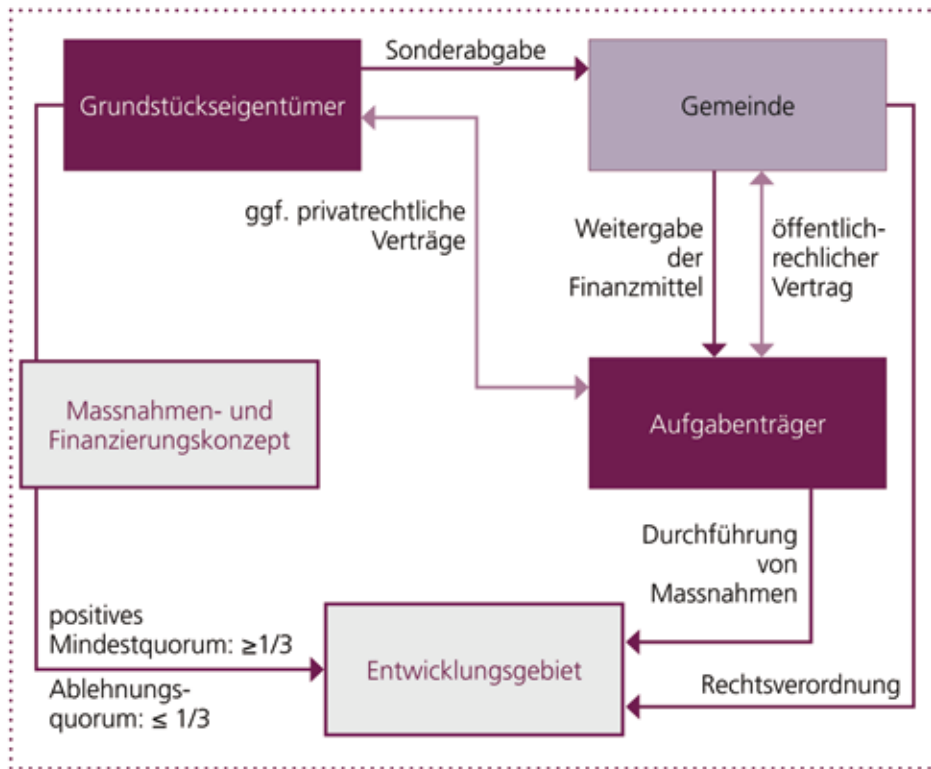 Sonderabgabe
Grundstückseigentümer
Gemeinde
ggf. privatrechtliche
Verträge
Weitergabe
der
Finanzmittel
öffentlich-
rechlicher
Vertrag
Massnahmen- und
Finanzierungskonzept
Aufgabenträger
Durchführung
von
Massnahmen
positives
Mindestquorum: ≥1/3
Ablehnungs-
quorum: ≤ 1/3
Entwicklungsgebiet
Rechtsverordnung